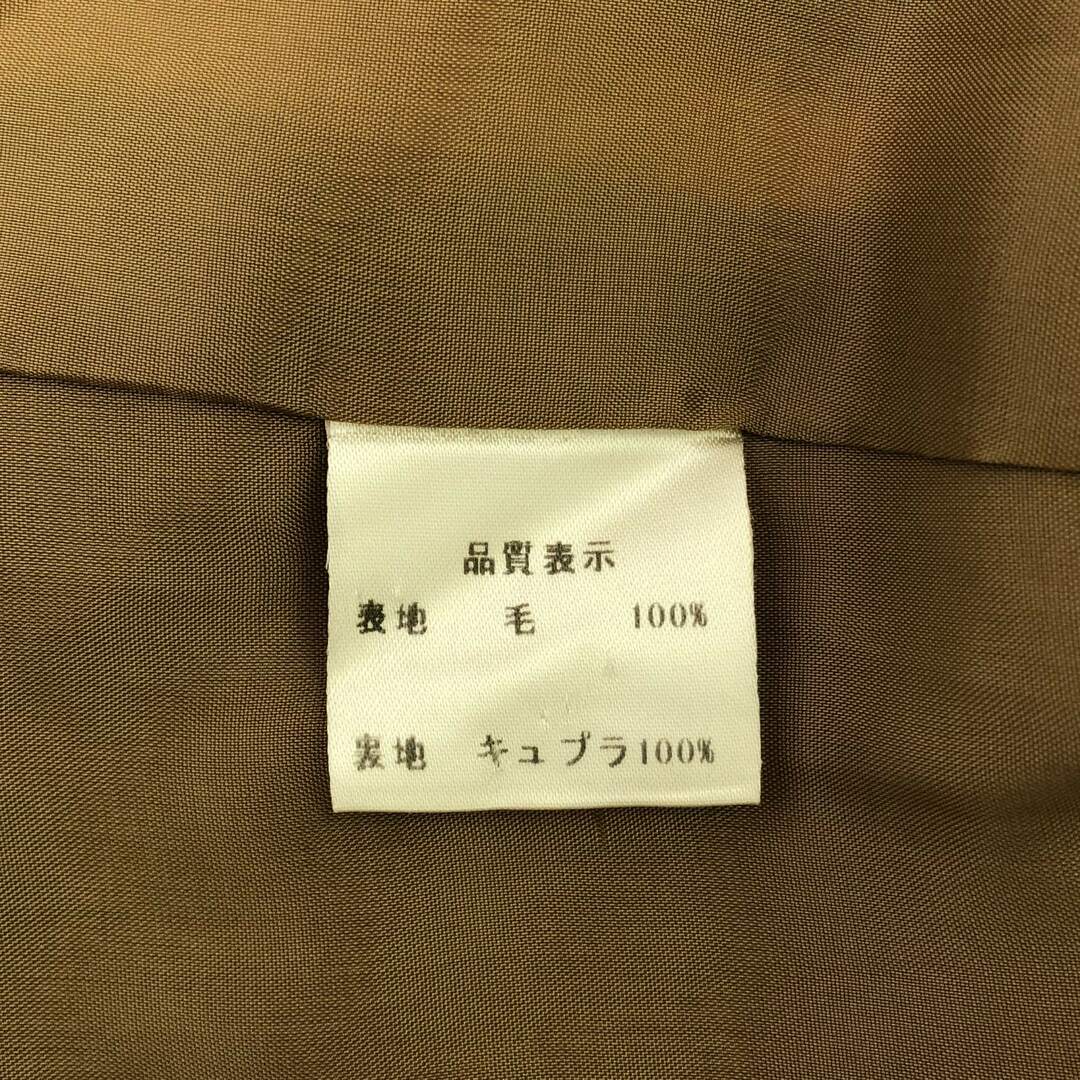 品質表示
表地 毛 100%
裏地 キュプラ100%